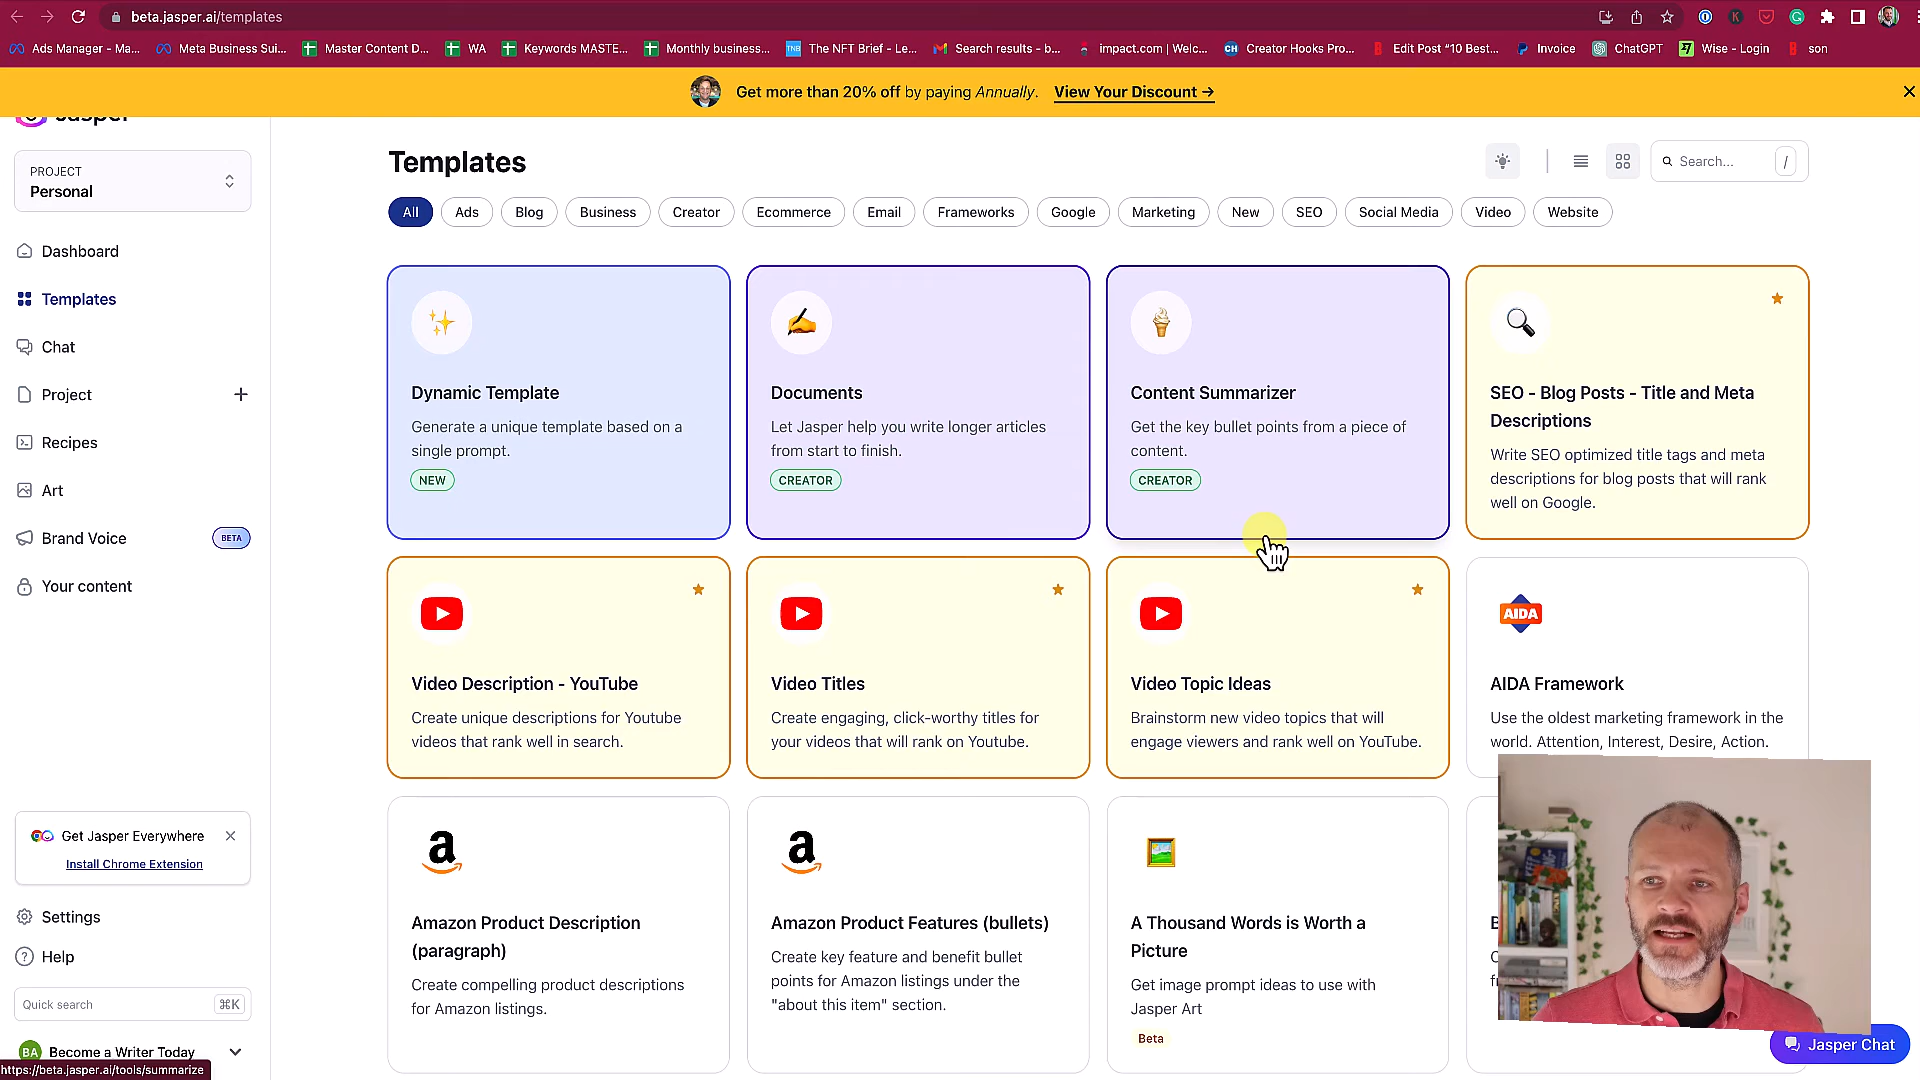 beta.jasper.ai/templates
Ads Manager - Ma... Meta Business Sui... Master Content D... WA Keywords MASTE... Monthly business... TNB The NFT Brief - Le... Search results - b... impact.com | Welc... CH Creator Hooks Pro... Edit Post "10 Best... Invoice ChatGPT Wise - Login son
Get more than 20% off by paying Annually. View Your Discount →
Jasper
PROJECT
Personal
Dashboard
Templates
Chat
Project
Recipes
Art
Brand Voice BETA
Your content
Get Jasper Everywhere
Install Chrome Extension
Settings
Help
Quick search ⌘K
BA Become a Writer Today
https://beta.jasper.ai/tools/summarize
Templates
Search... /
All Ads Blog Business Creator Ecommerce Email Frameworks Google Marketing New SEO Social Media Video Website
Dynamic Template
Generate a unique template based on a
single prompt.
NEW
Documents
Let Jasper help you write longer articles
from start to finish.
CREATOR
Content Summarizer
Get the key bullet points from a piece of
content.
CREATOR
SEO - Blog Posts - Title and Meta
Descriptions
Write SEO optimized title tags and meta
descriptions for blog posts that will rank
well on Google.
Video Description - YouTube
Create unique descriptions for Youtube
videos that rank well in search.
Video Titles
Create engaging, click-worthy titles for
your videos that will rank on Youtube.
Video Topic Ideas
Brainstorm new video topics that will
engage viewers and rank well on YouTube.
AIDA
AIDA Framework
Use the oldest marketing framework in the
world. Attention, Interest, Desire, Action.
Amazon Product Description
(paragraph)
Create compelling product descriptions
for Amazon listings.
Amazon Product Features (bullets)
Create key feature and benefit bullet
points for Amazon listings under the
"about this item" section.
A Thousand Words is Worth a
Picture
Get image prompt ideas to use with
Jasper Art
Beta
Jasper Chat